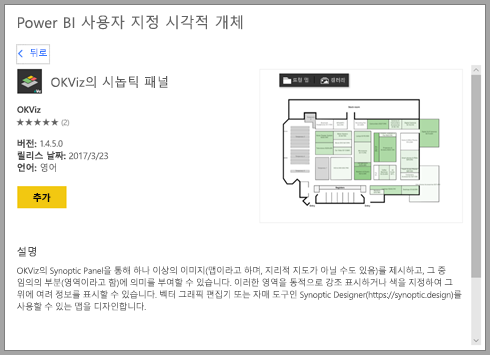 Power BI 사용자 지정 시각적 개체
뒤로
OKViz의 시놉틱 패널
OKViz
(2)
버전: 1.4.5.0
릴리스 날짜: 2017/3/23
언어: 영어
추가
설명
OKViz의 Synoptic Panel을 통해 하나 이상의 이미지(맵이라고 하며, 지리적 지도가 아닐 수도 있음)를 제시하고, 그 중
임의의 부분(영역이라고 함)에 의미를 부여할 수 있습니다. 이러한 영역을 동적으로 강조 표시하거나 색을 지정하여 그
위에 여러 정보를 표시할 수 있습니다. 벡터 그래픽 편집기 또는 자매 도구인 Synoptic Designer(https://synoptic.design)를
사용할 수 있는 맵을 디자인합니다.